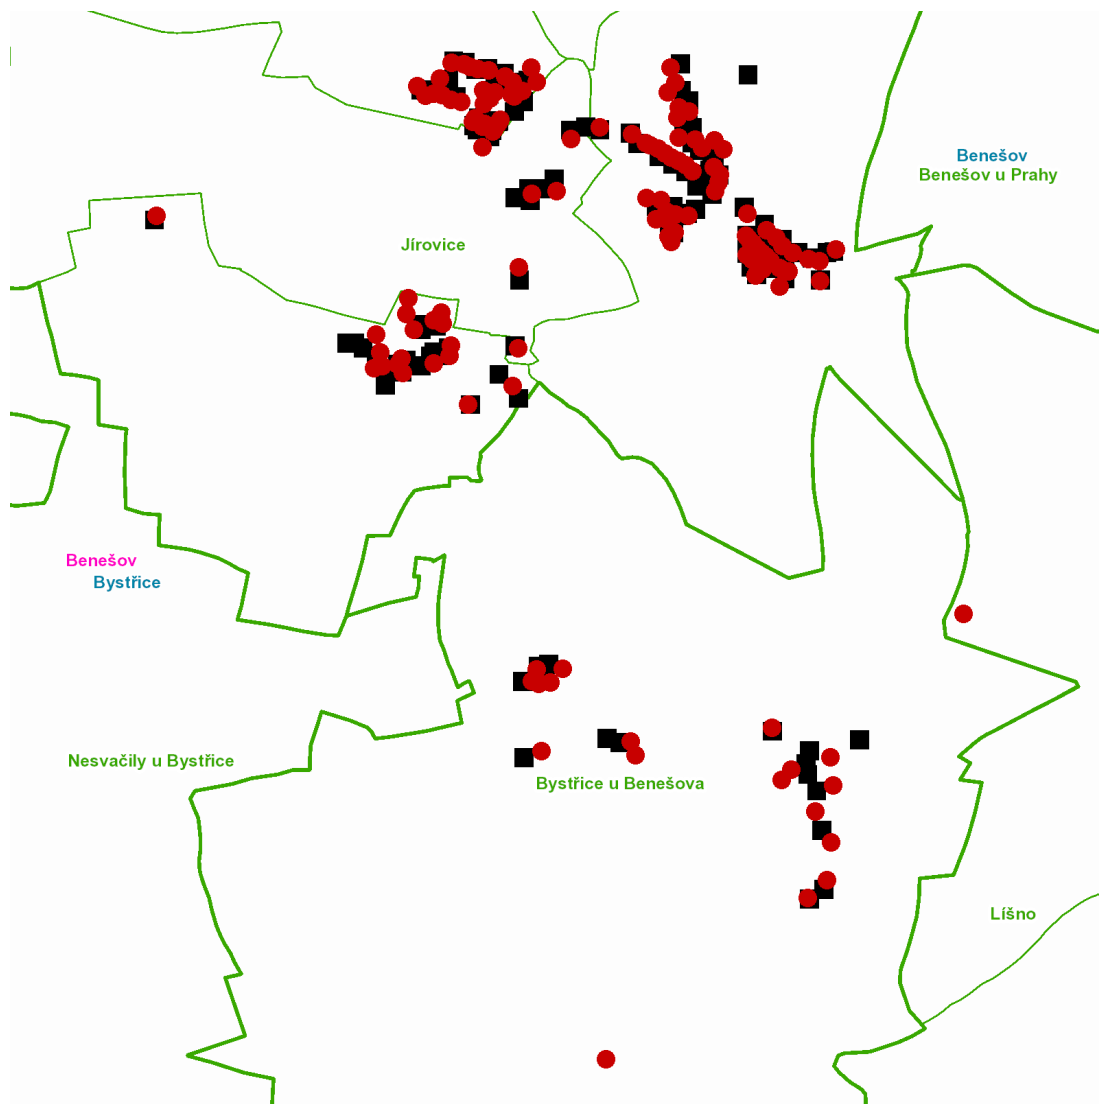 Benešov
Benešov u Prahy
Jírovice
Benešov
Bystřice
Nesvačily u Bystřice
Bystřice u Benešova
Líšno